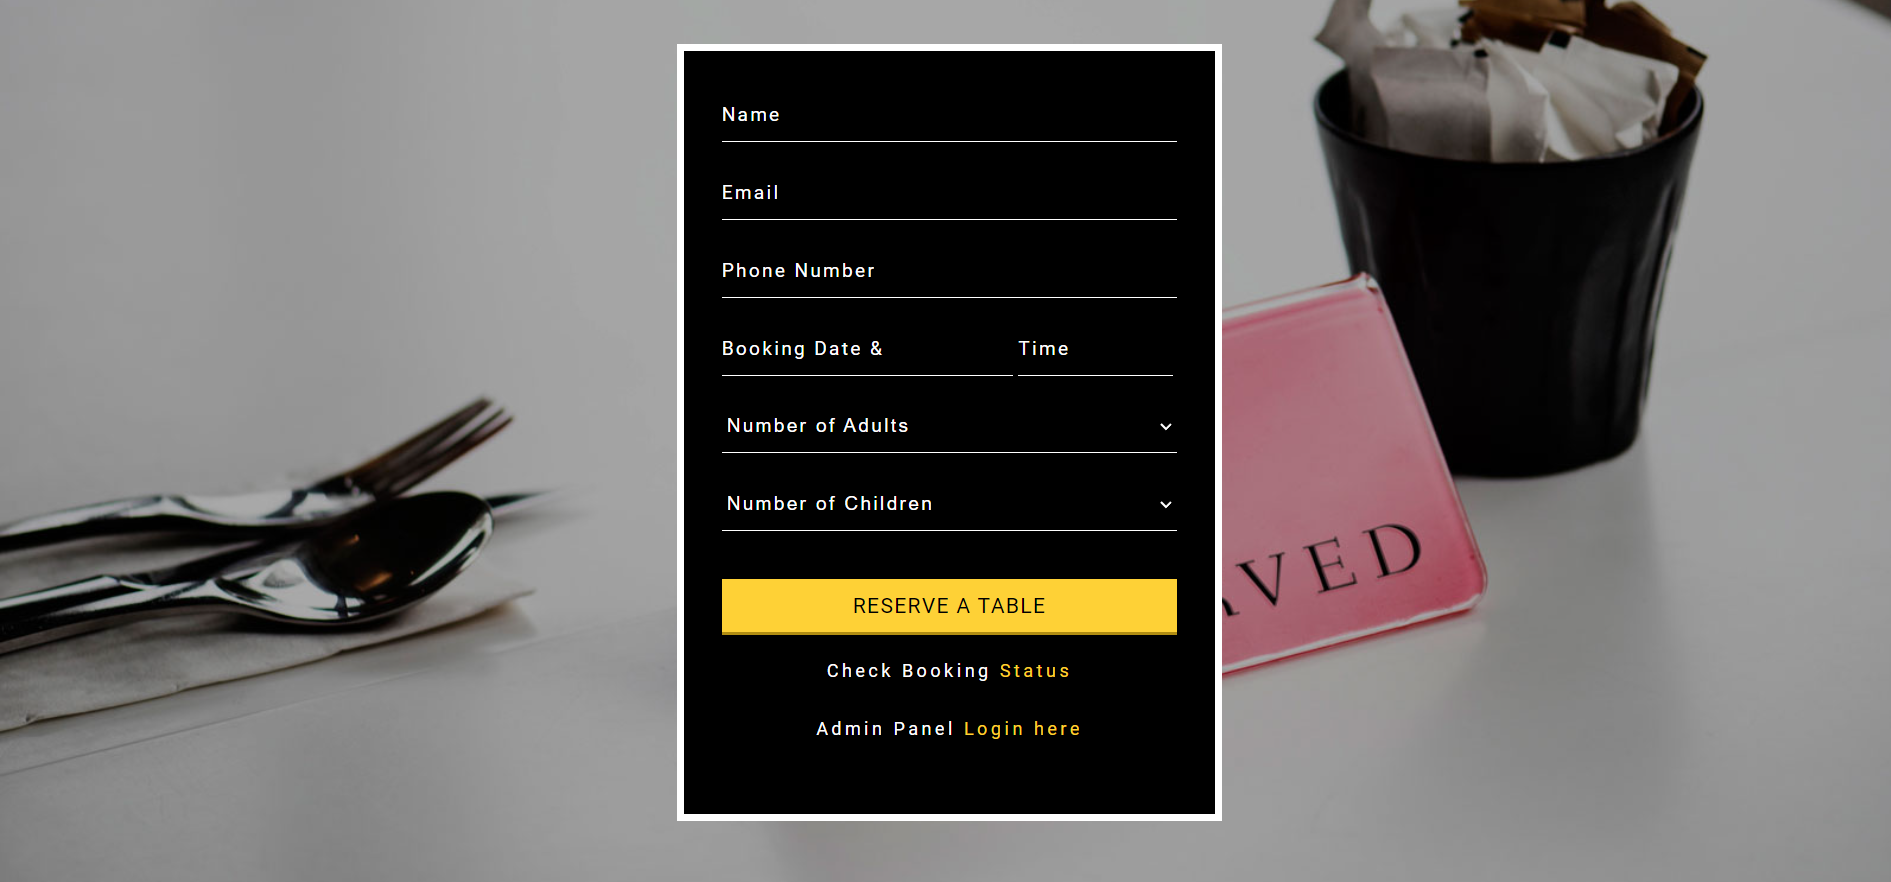 Name
Email
Phone Number
Booking Date & Time
Number of Adults
Number of Children
RESERVE A TABLE
Check Booking Status
Admin Panel Login here
VED